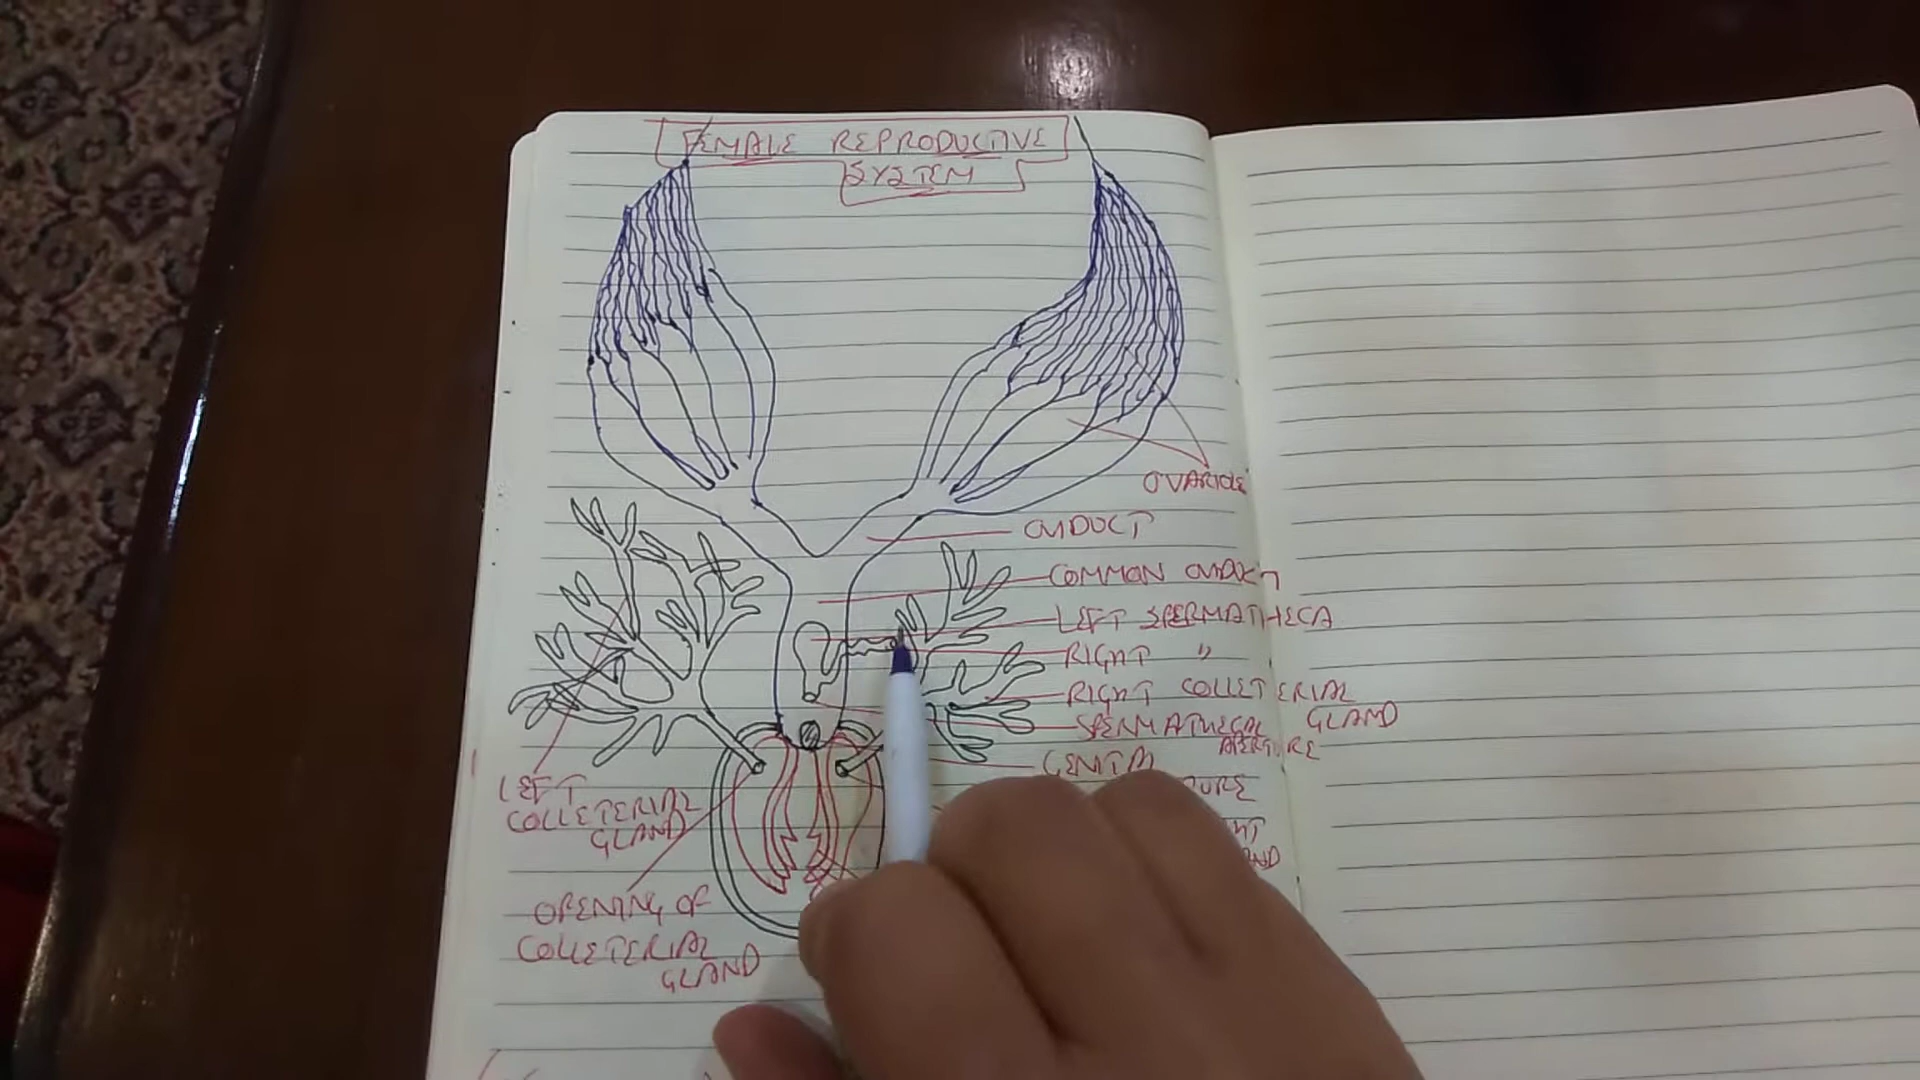 FEMALE REPRODUCTIVE
SYSTEM
OVARIOLE
OVIDUCT
COMMON OVIDUCT
LEFT SPERMATHECA
RIGHT "
RIGHT COLLETERIAL
GLAND
SPERMATHECAL
APERTURE
GENITAL
LEFT
COLLETERIAL
GLAND
OPENING OF
COLLETERIAL
GLAND